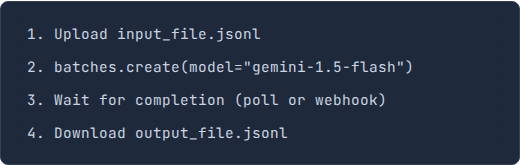 1. Upload input_file.jsonl
2. batches.create(model="gemini-1.5-flash")
3. Wait for completion (poll or webhook)
4. Download output_file.jsonl